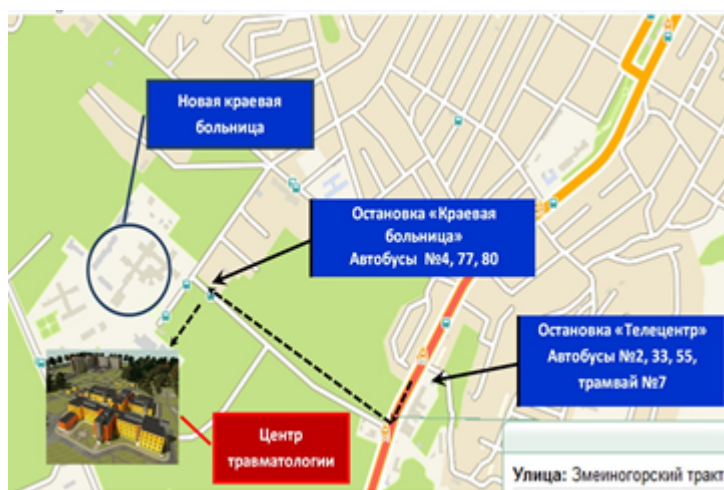 Новая краевая
больница
Остановка «Краевая
больница»
Автобусы №4, 77, 80
Остановка «Телецентр»
Автобусы №2, 33, 55,
трамвай №7
Центр
травматологии
Улица: Змеиногорский тракт